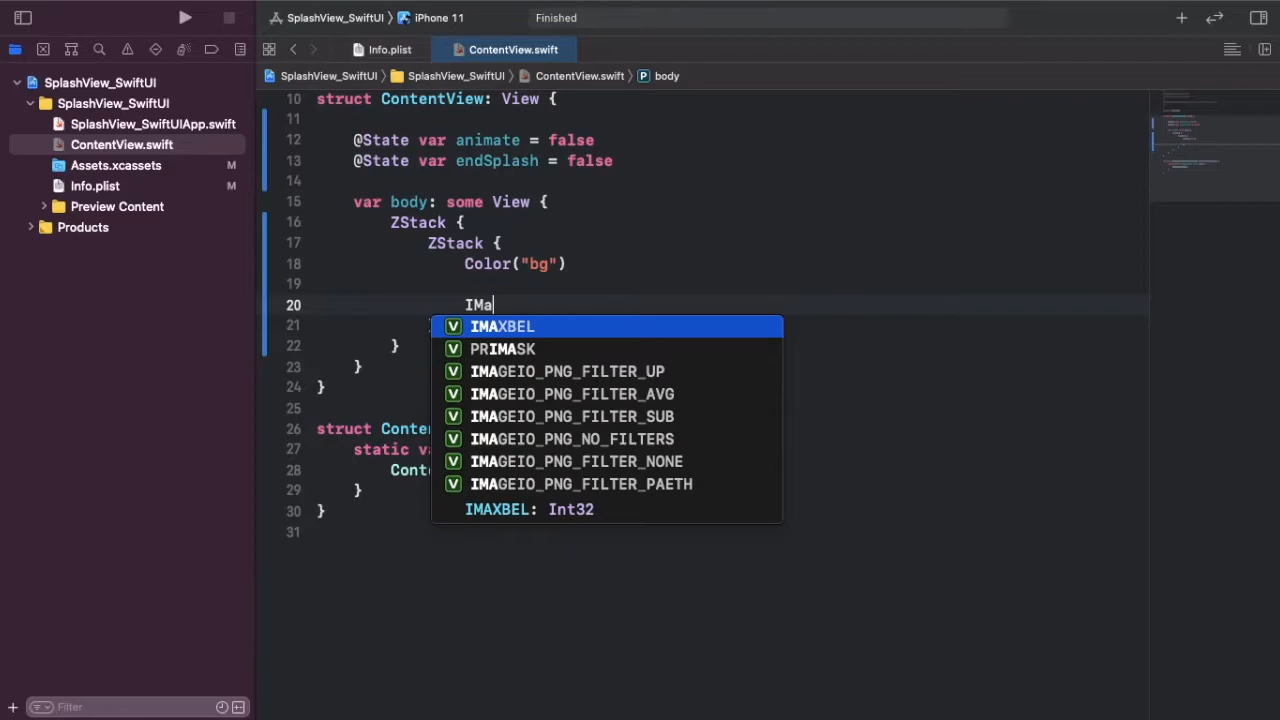 SplashView_SwiftUI
iPhone 11
Finished
Info.plist
ContentView.swift
SplashView_SwiftUI
SplashView_SwiftUI
ContentView.swift
P body
SplashView_SwiftUI
SplashView_SwiftUI
SplashView_SwiftUIApp.swift
ContentView.swift
Assets.xcassets M
Info.plist M
Preview Content
Products
10 struct ContentView: View {
11
12 @State var animate = false
13 @State var endSplash = false
14
15 var body: some View {
16 ZStack {
17 ZStack {
18 Color("bg")
19
20 IMa
21
22 }
23 }
24 }
25
26 struct Conte
27 static va
28 Cont
29 }
30 }
31
V IMAXBEL
V PRIMASK
V IMAGEIO_PNG_FILTER_UP
V IMAGEIO_PNG_FILTER_AVG
V IMAGEIO_PNG_FILTER_SUB
V IMAGEIO_PNG_NO_FILTERS
V IMAGEIO_PNG_FILTER_NONE
V IMAGEIO_PNG_FILTER_PAETH
IMAXBEL: Int32
Filter